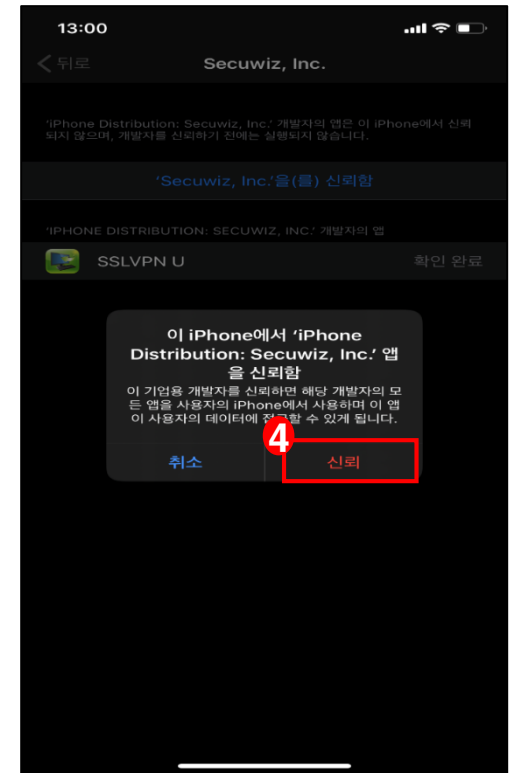 13:00
뒤로
Secuwiz, Inc.
'iPhone Distribution: Secuwiz, Inc.' 개발자의 앱은 이 iPhone에서 신뢰
되지 않으며, 개발자를 신뢰하기 전에는 실행되지 않습니다.
'Secuwiz, Inc.'을(를) 신뢰함
'IPHONE DISTRIBUTION: SECUWIZ, INC.' 개발자의 앱
SSLVPN U
확인 완료
이 iPhone에서 'iPhone
Distribution: Secuwiz, Inc.' 앱
을 신뢰함
이 기업용 개발자를 신뢰하면 해당 개발자의 모
든 앱을 사용자의 iPhone에서 사용하며 이 앱
이 사용자의 데이터에 접근할 수 있게 됩니다.
4
취소
신뢰